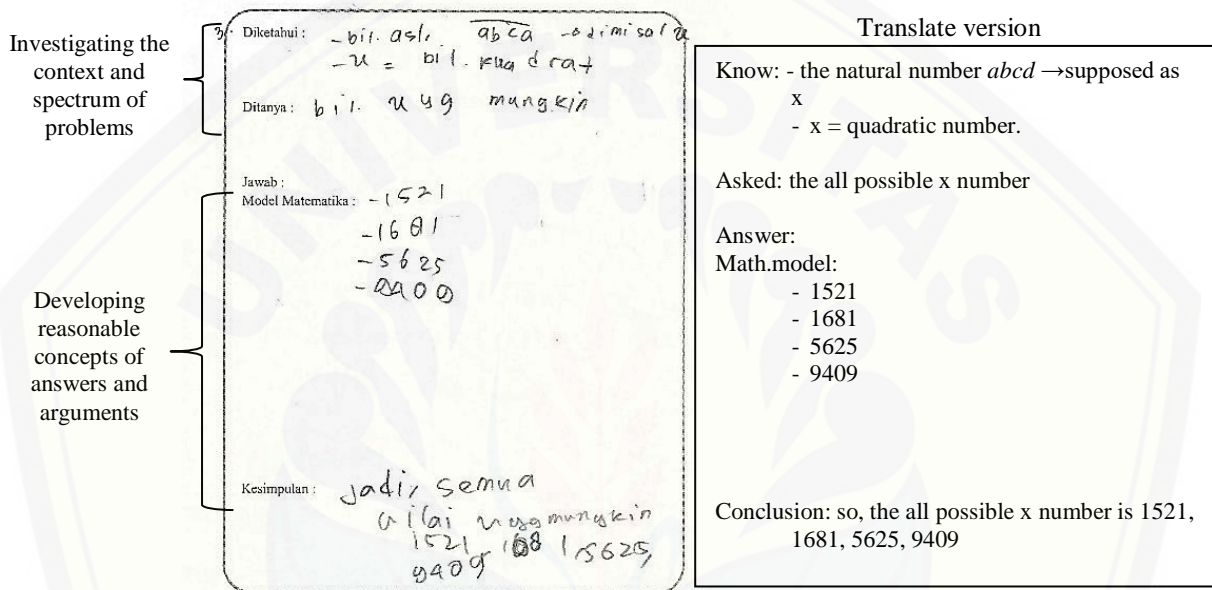 Investigating the
context and
spectrum of
problems
Developing
reasonable
concepts of
answers and
arguments
3. Diketahui : - bil. asli abca → dimisal x
- x = bil. kuadrat
Ditanya : bil. x yg mungkin
Jawab :
Model Matematika : - 1521
- 1681
- 5625
- 9409
Kesimpulan : Jadi, semua
nilai x yg mungkin
1521, 1681, 5625,
9409
Translate version
Know: - the natural number abcd →supposed as
x
- x = quadratic number.
Asked: the all possible x number
Answer:
Math.model:
- 1521
- 1681
- 5625
- 9409
Conclusion: so, the all possible x number is 1521,
1681, 5625, 9409
UNIVERSITAS